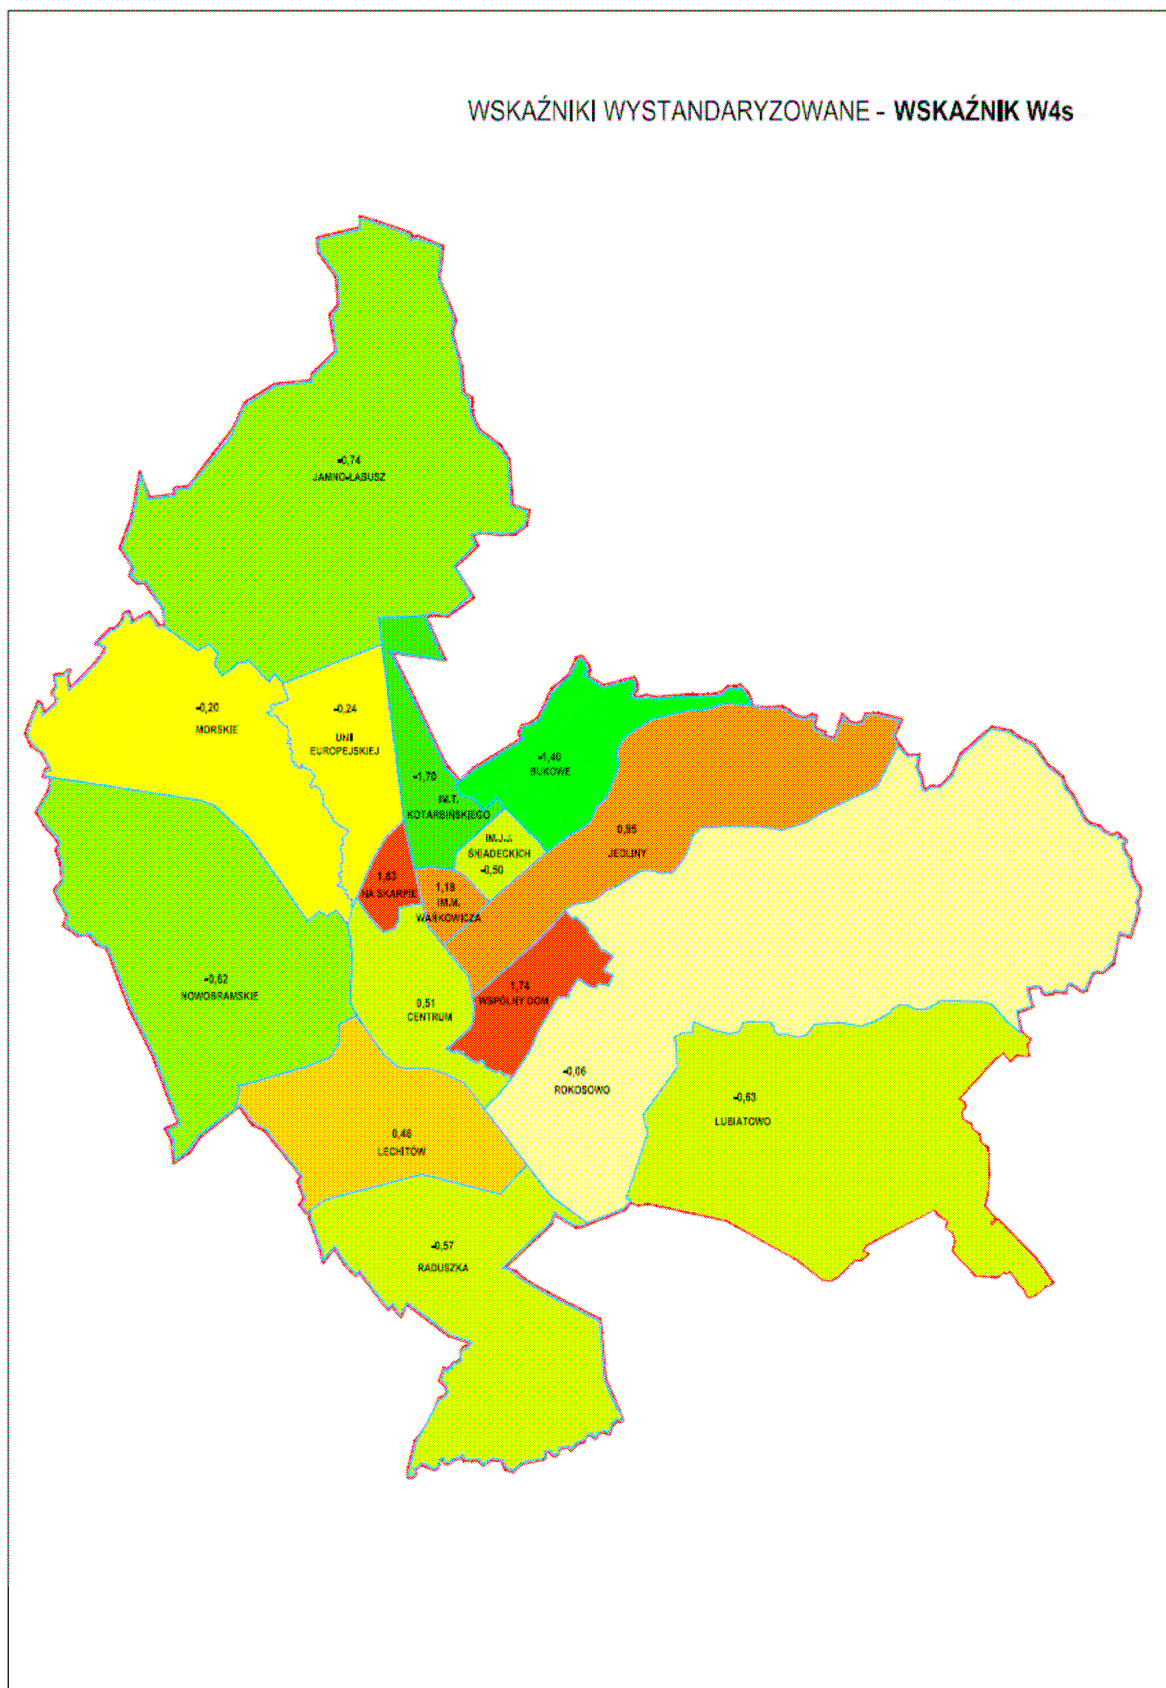 WSKAŹNIKI WYSTANDARYZOWANE - WSKAŹNIK W4s
-0,74
JAMNO-ŁABUSZ
-0,20
MORSKIE
-0,24
UNII
EUROPEJSKIEJ
-1,70
IM.T.
KOTARBIŃSKIEGO
-1,40
BUKOWE
IM.J.J.
ŚNIADECKICH
-0,50
0,95
JEDLINY
1,63
NA SKARPIE
1,18
IM.M.
WAŃKOWICZA
-0,82
NOWOBRAMSKIE
0,51
CENTRUM
1,74
WSPÓLNY DOM
-0,06
ROKOSOWO
-0,63
LUBIATOWO
0,46
LECHITÓW
-0,57
RADUSZKA